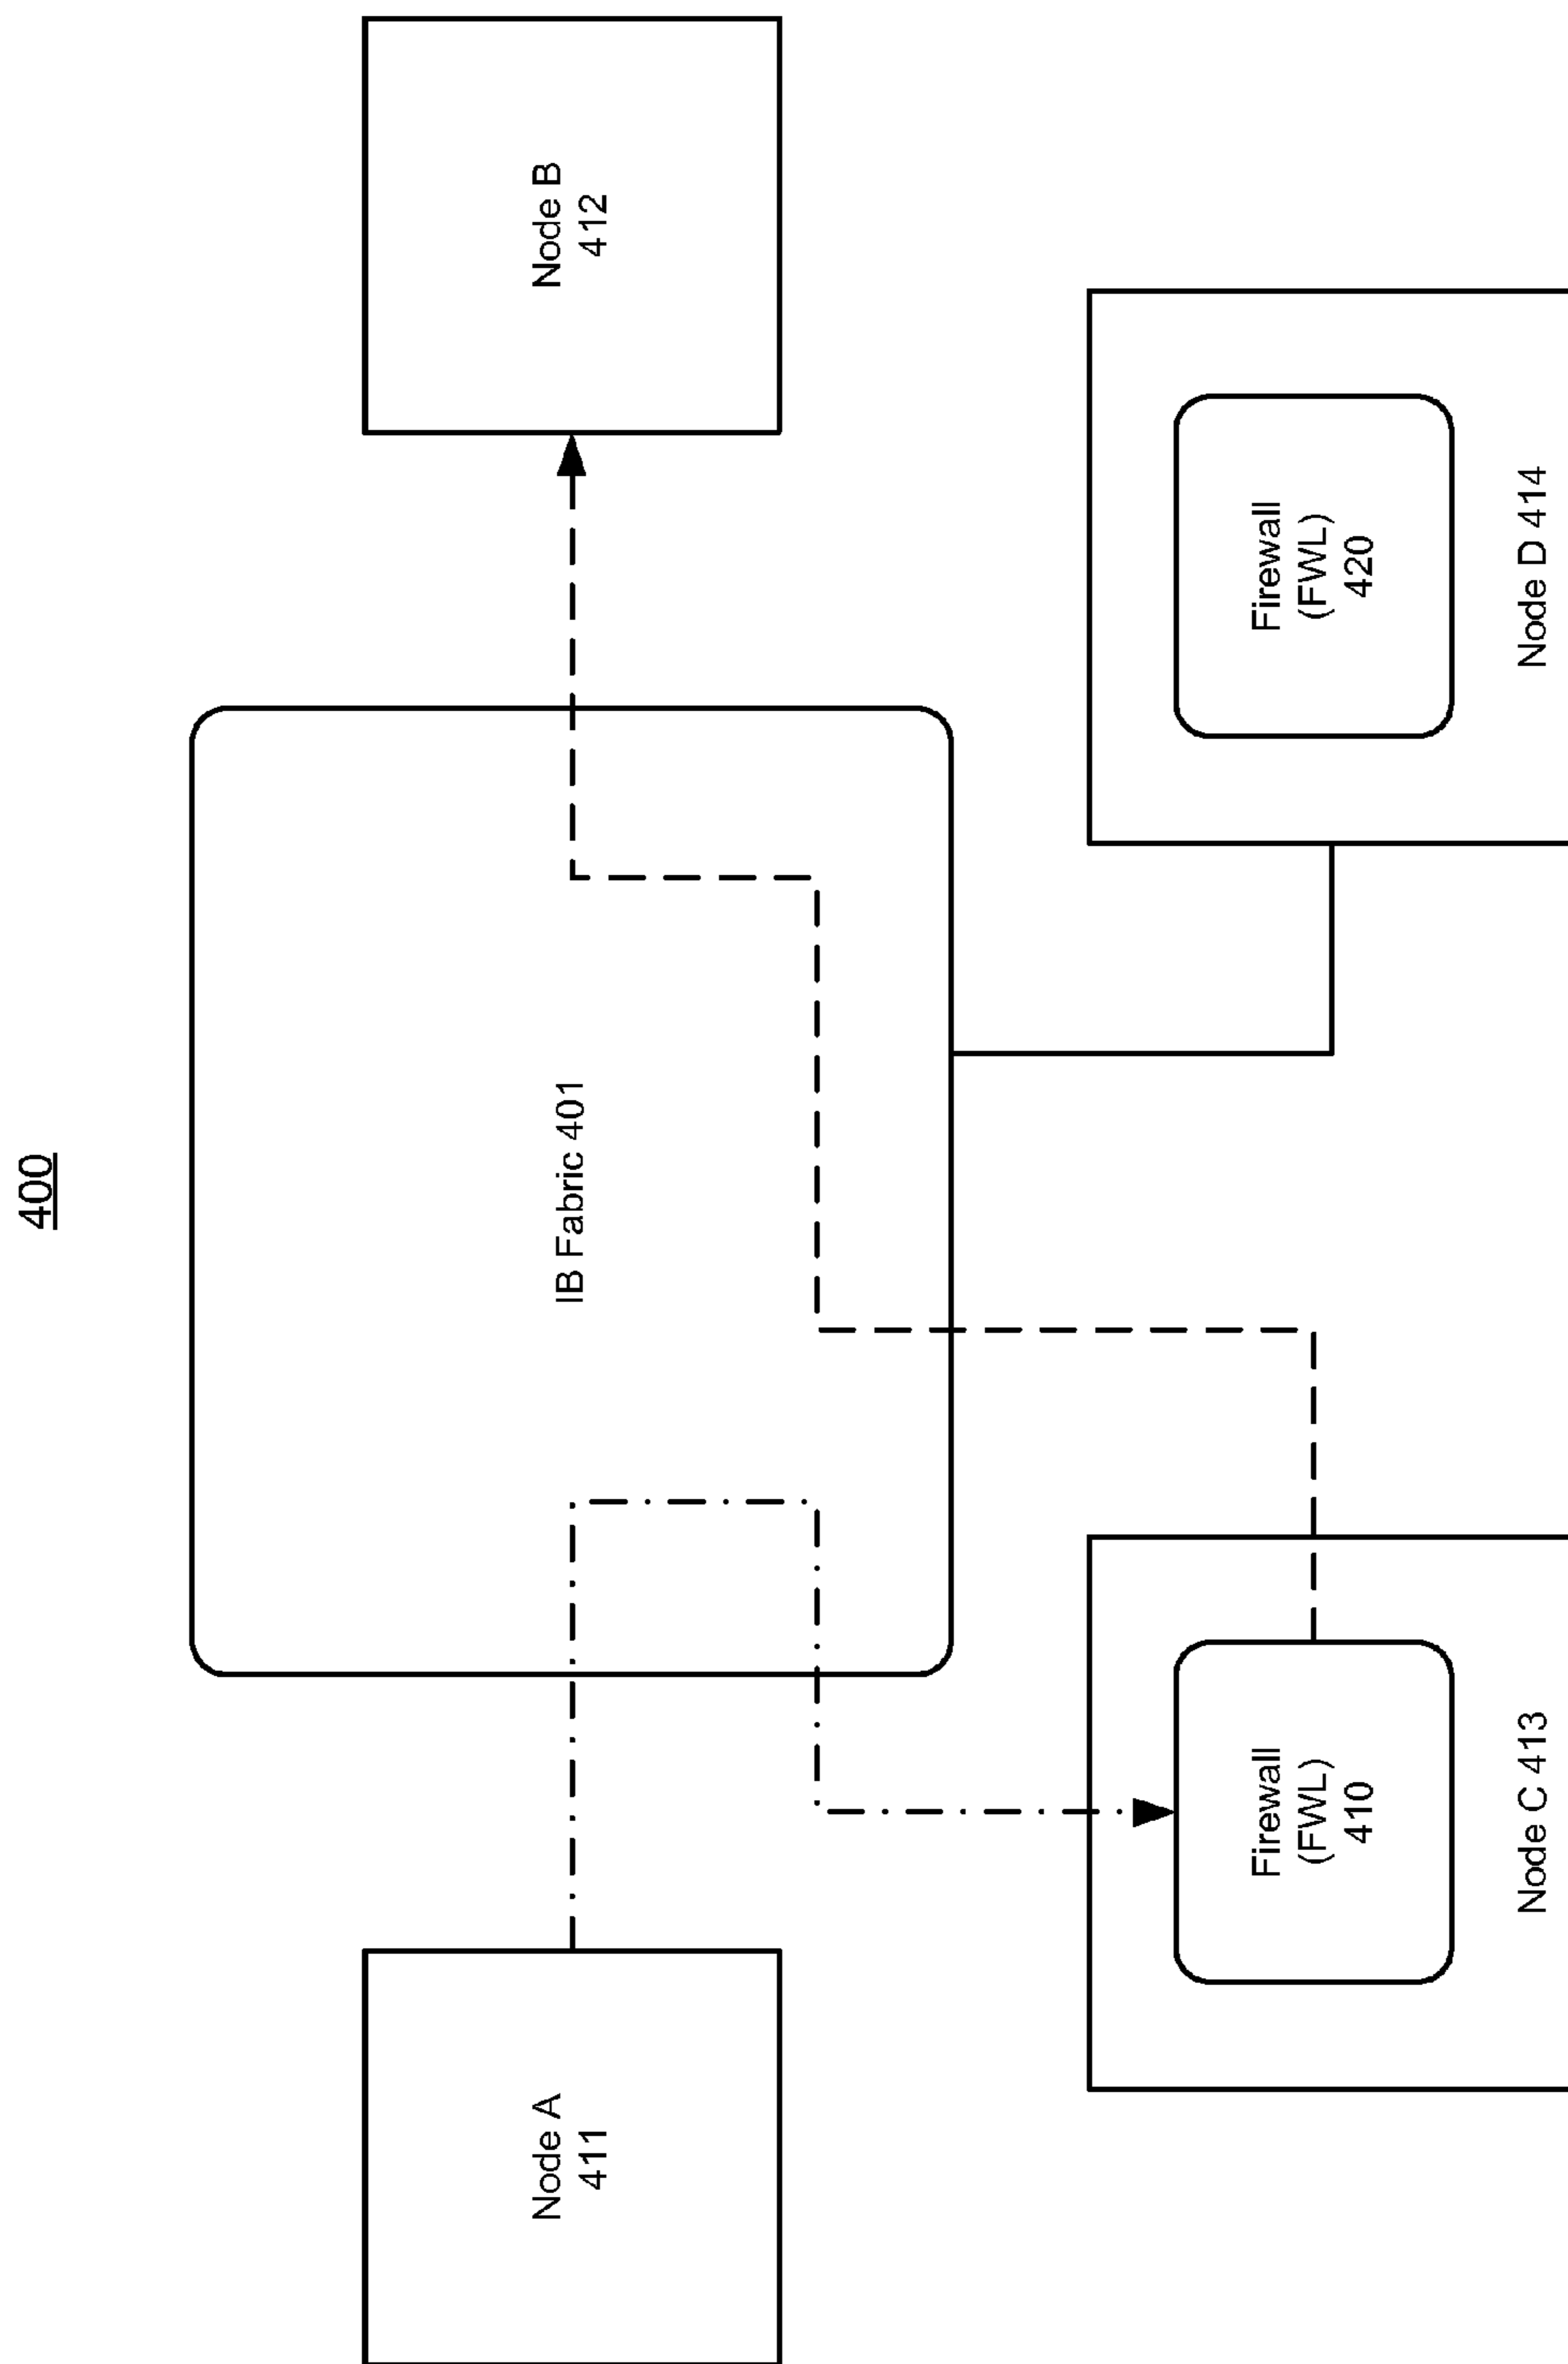 400
Node A
411
IB Fabric 401
Node B
412
Firewall
(FWL)
410
Node C 413
Firewall
(FWL)
420
Node D 414